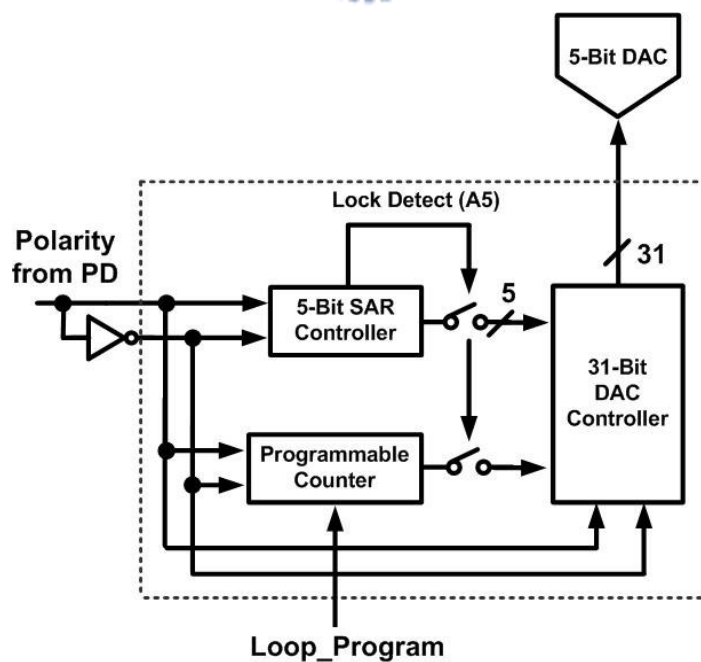 5-Bit DAC
Lock Detect (A5)
Polarity
from PD
31
5-Bit SAR
Controller
5
31-Bit
DAC
Controller
Programmable
Counter
Loop_Program